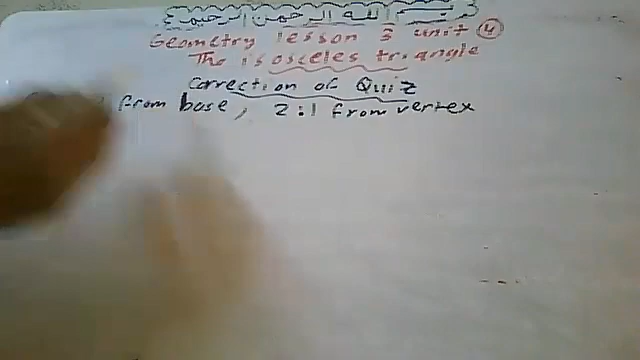 بسم الله الرحمن الرحيم
Geometry lesson 3 unit 4
The isosceles triangle
Correction of Quiz
from base, 2:1 from vertex